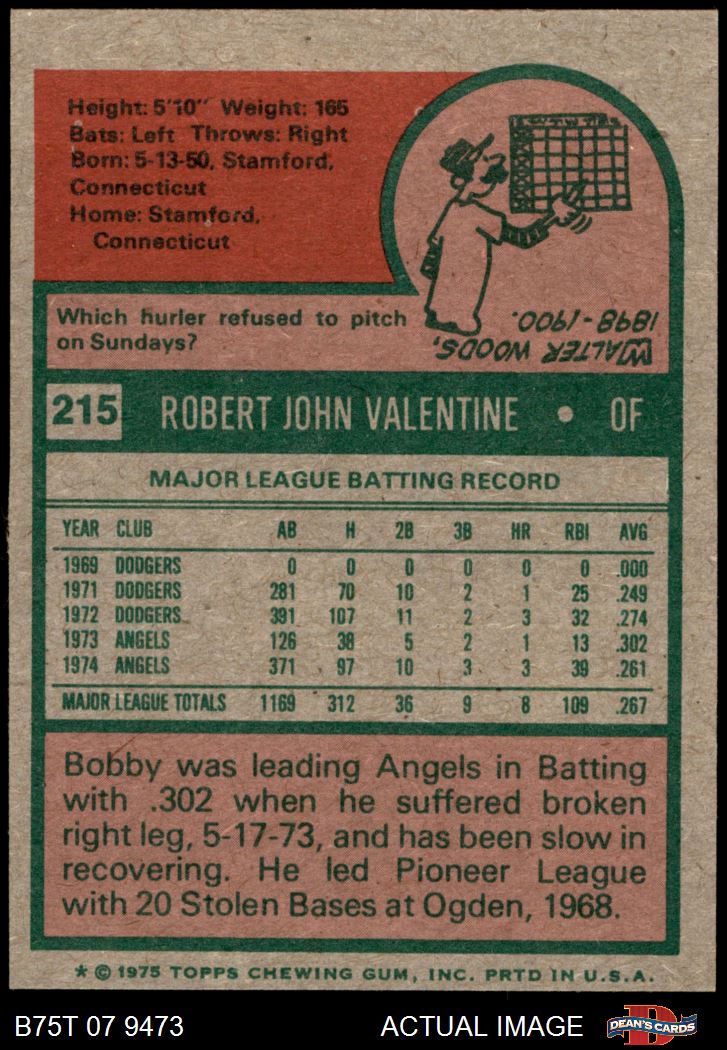 Height: 5'10" Weight: 165
Bats: Left Throws: Right
Born: 5-13-50, Stamford,
Connecticut
Home: Stamford,
Connecticut
Which hurler refused to pitch
on Sundays?
WALTER WOODS,
1898-1900.
215 ROBERT JOHN VALENTINE • OF
MAJOR LEAGUE BATTING RECORD
YEAR CLUB AB H 2B 3B HR RBI AVG
1969 DODGERS 0 0 0 0 0 0 .000
1971 DODGERS 281 70 10 2 1 25 .249
1972 DODGERS 391 107 11 2 3 32 .274
1973 ANGELS 126 38 5 2 1 13 .302
1974 ANGELS 371 97 10 3 3 39 .261
MAJOR LEAGUE TOTALS 1169 312 36 9 8 109 .267
Bobby was leading Angels in Batting
with .302 when he suffered broken
right leg, 5-17-73, and has been slow in
recovering. He led Pioneer League
with 20 Stolen Bases at Ogden, 1968.
* © 1975 TOPPS CHEWING GUM, INC. PRTD IN U.S.A.
B75T 07 9473 ACTUAL IMAGE D DEAN'S CARDS